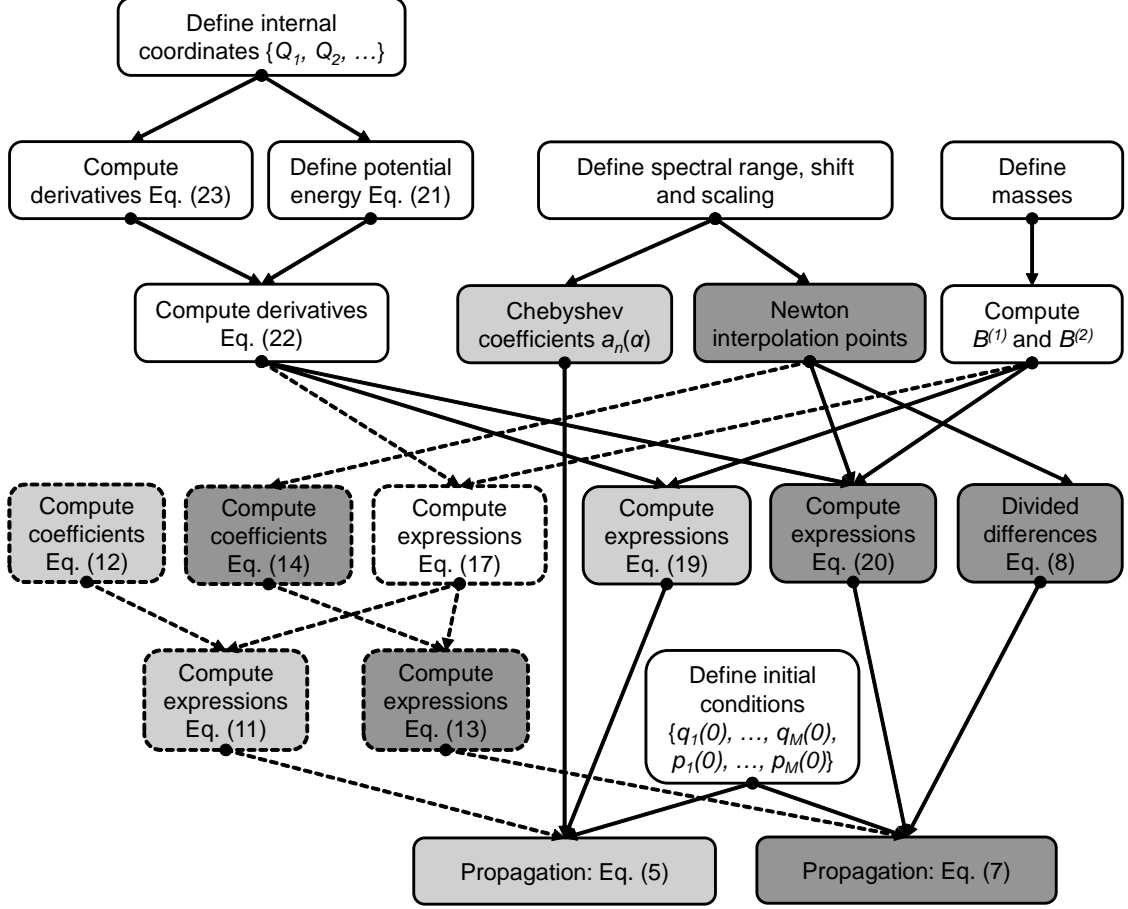 Define internal
coordinates {Q₁, Q₂, …}
Compute
derivatives Eq. (23)
Define potential
energy Eq. (21)
Define spectral range, shift
and scaling
Define
masses
Compute derivatives
Eq. (22)
Chebyshev
coefficients aₙ(α)
Newton
interpolation points
Compute
B⁽¹⁾ and B⁽²⁾
Compute
coefficients
Eq. (12)
Compute
coefficients
Eq. (14)
Compute
expressions
Eq. (17)
Compute
expressions
Eq. (19)
Compute
expressions
Eq. (20)
Divided
differences
Eq. (8)
Compute
expressions
Eq. (11)
Compute
expressions
Eq. (13)
Define initial
conditions
{q₁(0), …, q_M(0),
p₁(0), …, p_M(0)}
Propagation: Eq. (5)
Propagation: Eq. (7)